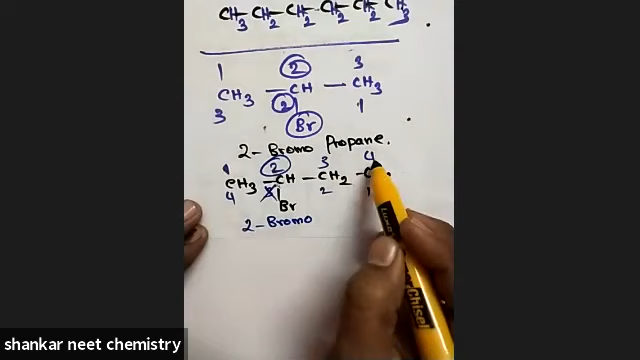 CH3-CH2-CH2-CH2-CH2-CH3
1 2 3
CH3 - CH - CH3
3 2 1
Br
2-Bromo Propane.
1 2 3 4
CH3 - CH - CH2 - C
4 3 2 1
Br
2-Bromo
shankar neet chemistry